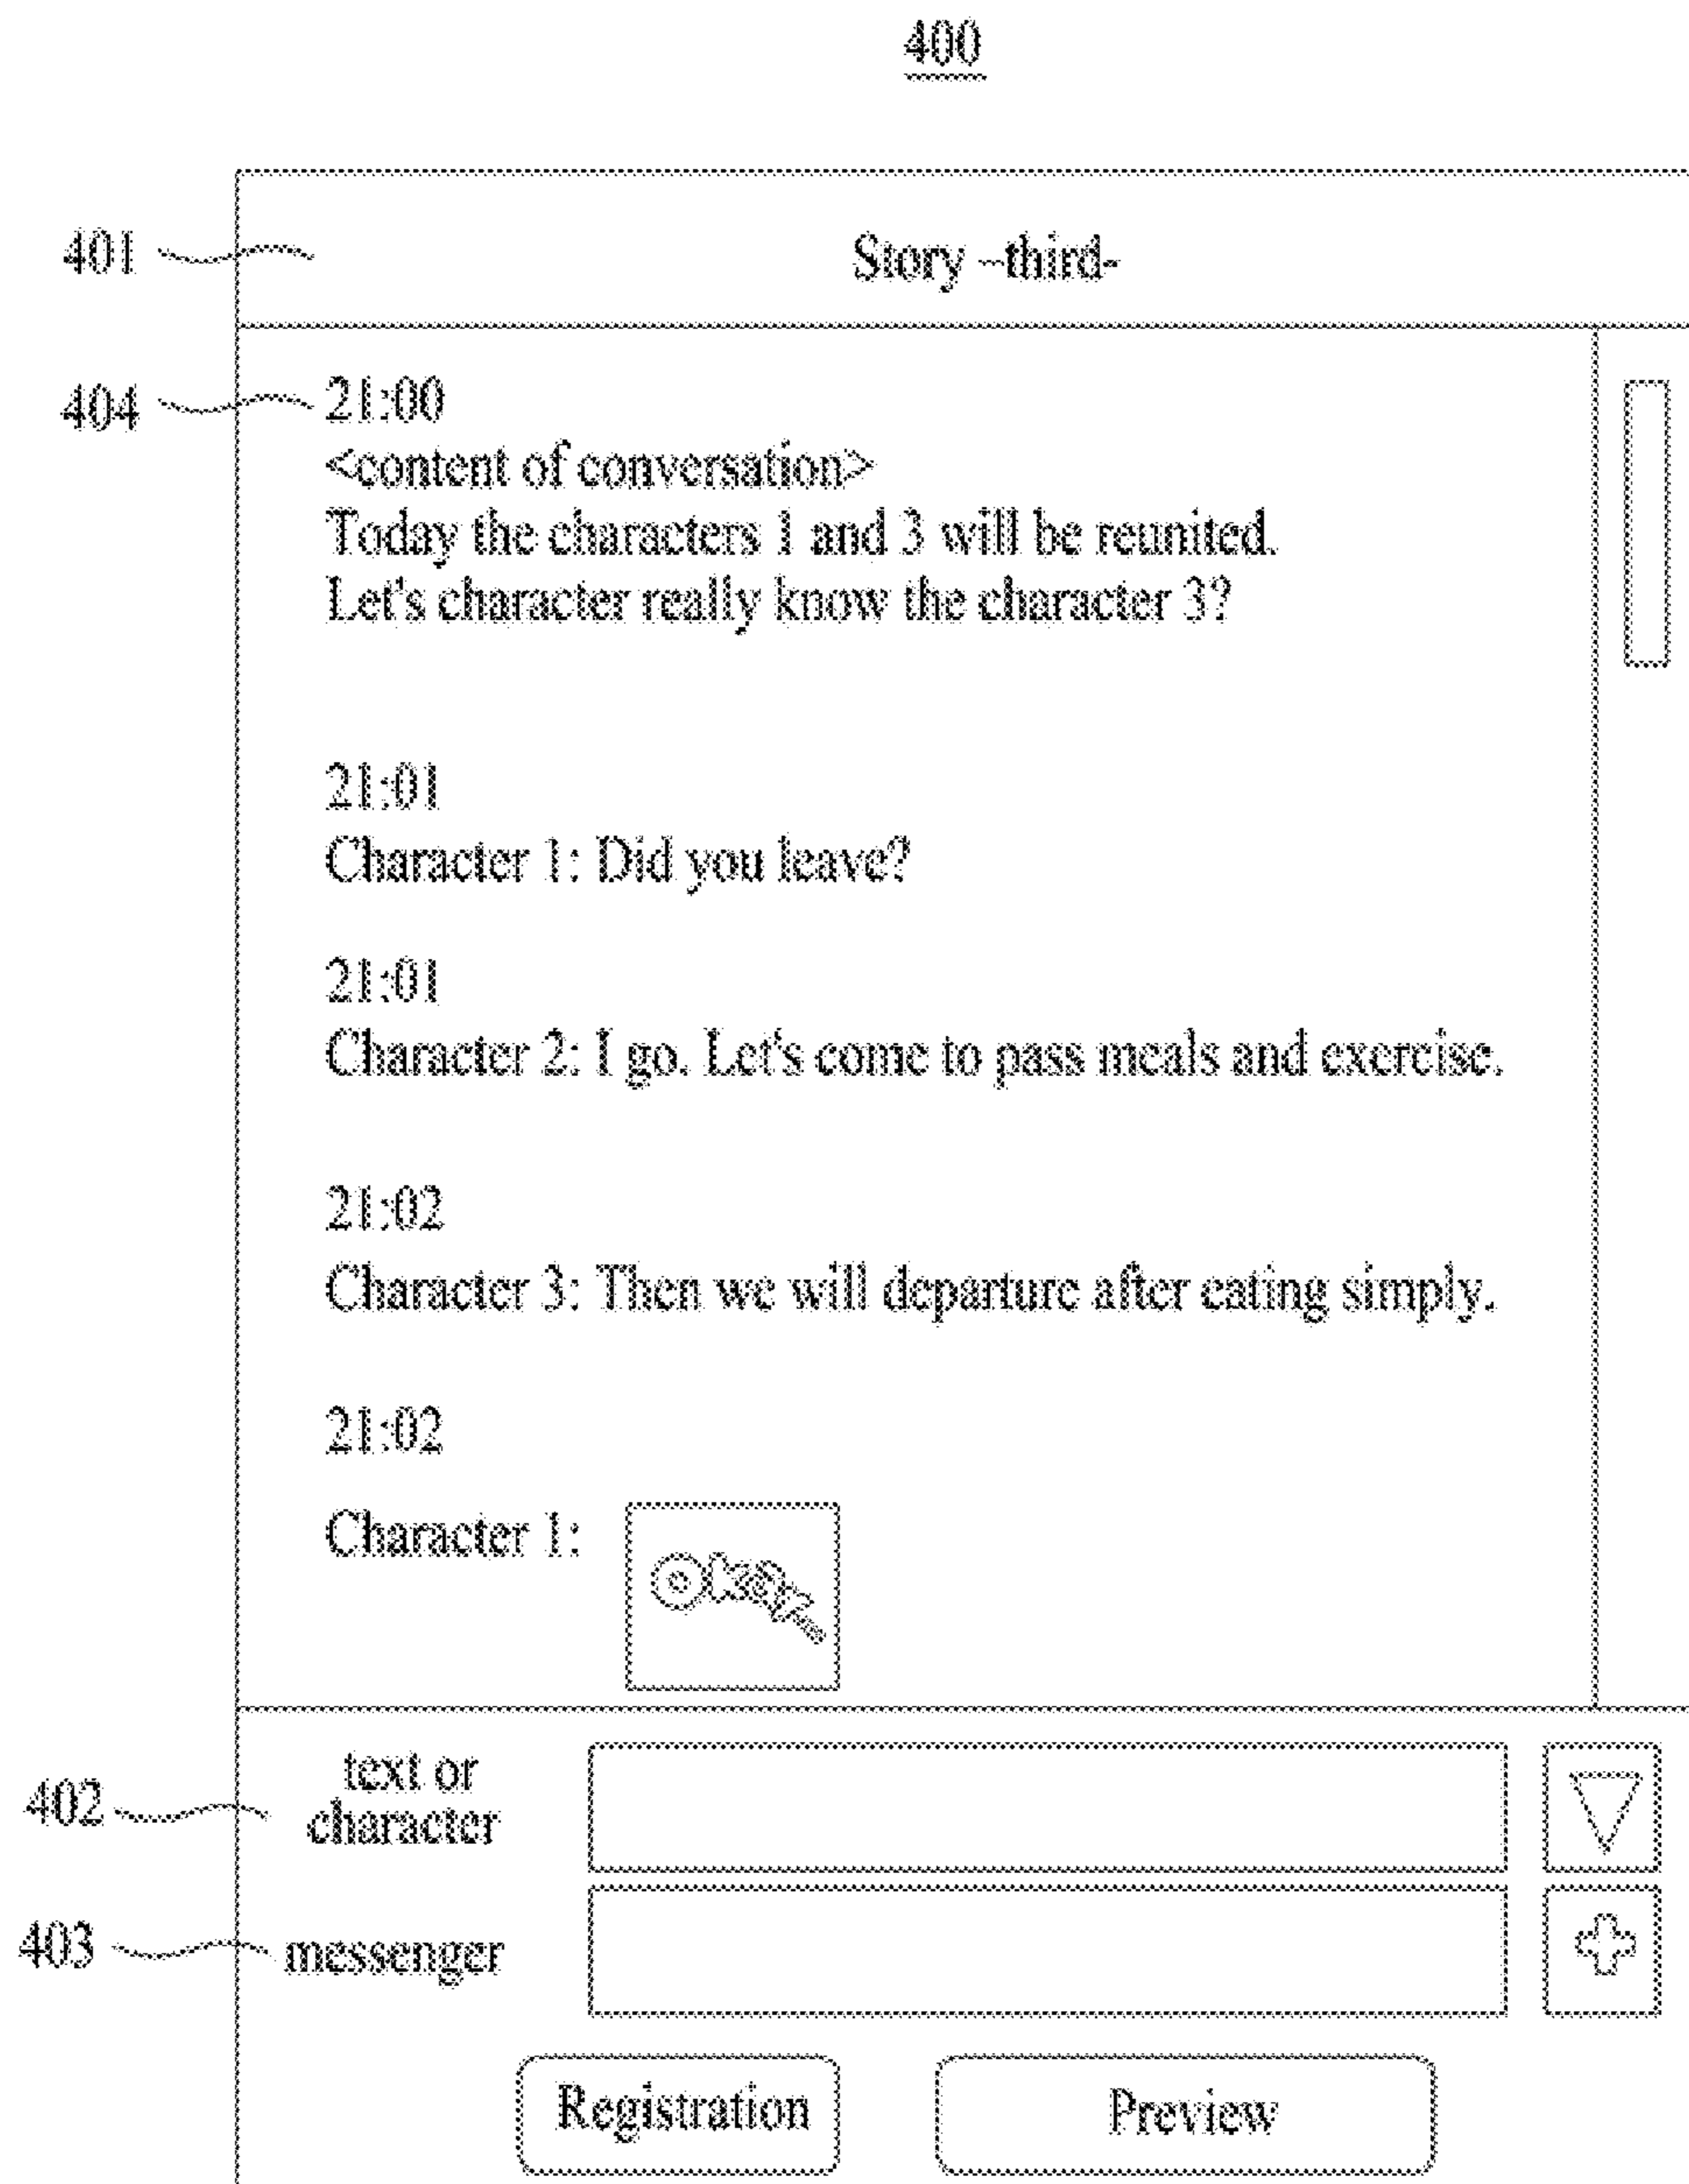 400
401
Story –third-
404
21:00
<content of conversation>
Today the characters 1 and 3 will be reunited.
Let's character really know the character 3?
21:01
Character 1: Did you leave?
21:01
Character 2: I go. Let's come to pass meals and exercise.
21:02
Character 3: Then we will departure after eating simply.
21:02
Character 1:
402
text or
character
403
messenger
Registration
Preview